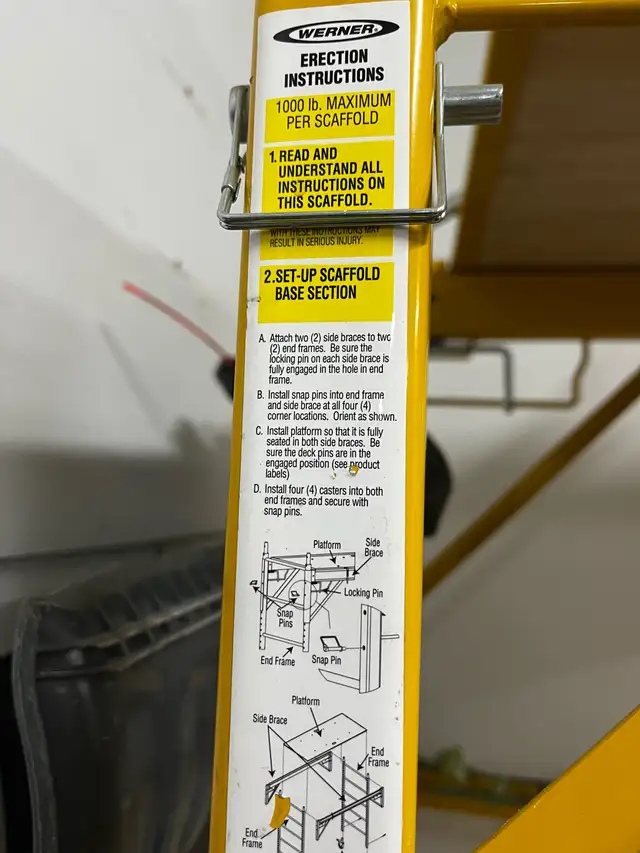 WERNER
ERECTION
INSTRUCTIONS
1000 lb. MAXIMUM
PER SCAFFOLD
1. READ AND
UNDERSTAND ALL
INSTRUCTIONS ON
THIS SCAFFOLD.
WITH THESE INSTRUCTIONS MAY
RESULT IN SERIOUS INJURY.
2.SET-UP SCAFFOLD
BASE SECTION
A. Attach two (2) side braces to two
(2) end frames. Be sure the
locking pin on each side brace is
fully engaged in the hole in end
frame.
B. Install snap pins into end frame
and side brace at all four (4)
corner locations. Orient as shown.
C. Install platform so that it is fully
seated in both side braces. Be
sure the deck pins are in the
engaged position (see product
labels)
D. Install four (4) casters into both
end frames and secure with
snap pins.
Platform
Side
Brace
Locking Pin
Snap
Pins
End Frame
Snap Pin
Platform
Side Brace
End
Frame
End
Frame